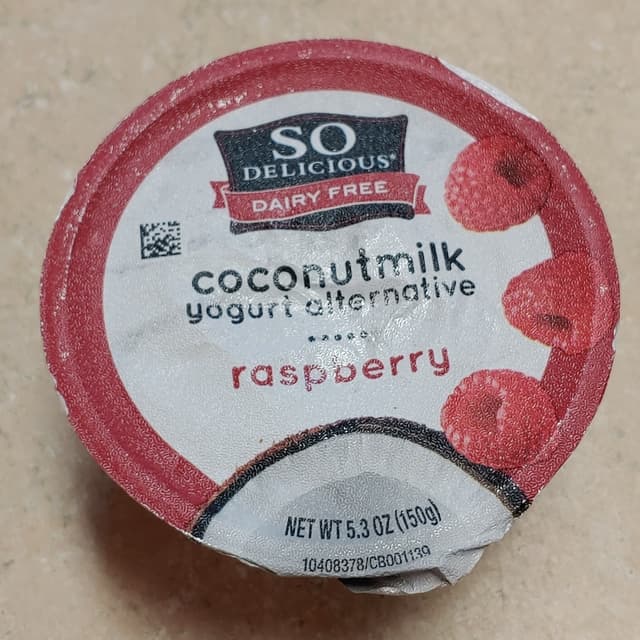 SO
DELICIOUS®
DAIRY FREE
coconutmilk
yogurt alternative
raspberry
NET WT 5.3 OZ (150g)
10408378/CB001139